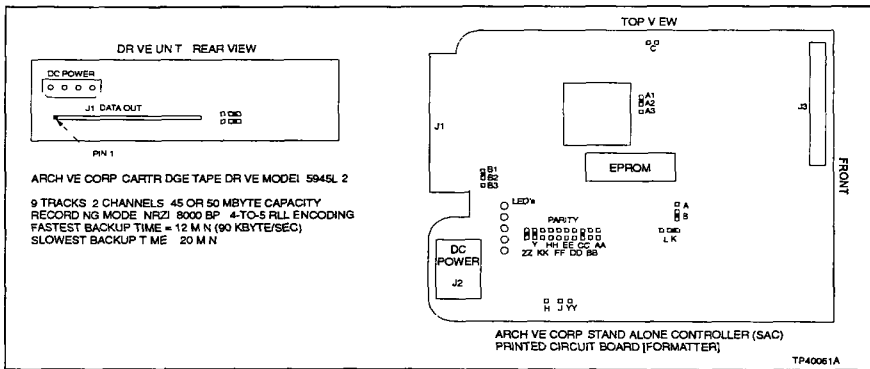 DR VE UN T REAR VIEW
DC POWER
J1 DATA OUT
PIN 1
ARCH VE CORP CARTR DGE TAPE DR VE MODEL 5945L 2
9 TRACKS 2 CHANNELS 45 OR 50 MBYTE CAPACITY
RECORD NG MODE NRZI 8000 BP 4-TO-5 RLL ENCODING
FASTEST BACKUP TIME = 12 M N (90 KBYTE/SEC)
SLOWEST BACKUP T ME 20 M N
TOP V EW
C
A1
A2
A3
J1
J3
EPROM
FRONT
B1
B2
B3
LED's
A
B
PARITY
L K
Y HH EE CC AA
ZZ KK FF DD BB
DC
POWER
J2
H J YY
ARCH VE CORP STAND ALONE CONTROLLER (SAC)
PRINTED CIRCUIT BOARD [FORMATTER]
TP40061A